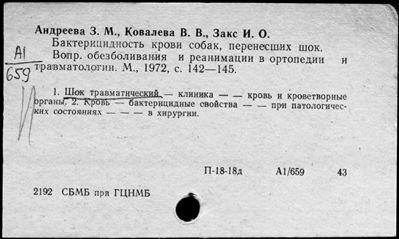 Андреева З. М., Ковалева В. В., Закс И. О.
Бактерицидность крови собак, перенесших шок.
Вопр. обезболивания и реанимации в ортопедии и
травматологии. М., 1972, с. 142—145.
А1
659
1. Шок травматический — клиника — — кровь и кроветворные
органы. 2. Кровь — бактерицидные свойства — — при патологичес-
ких состояниях — — — в хирургии.
П-18-18д А1/659 43
2192 СБМБ при ГЦНМБ